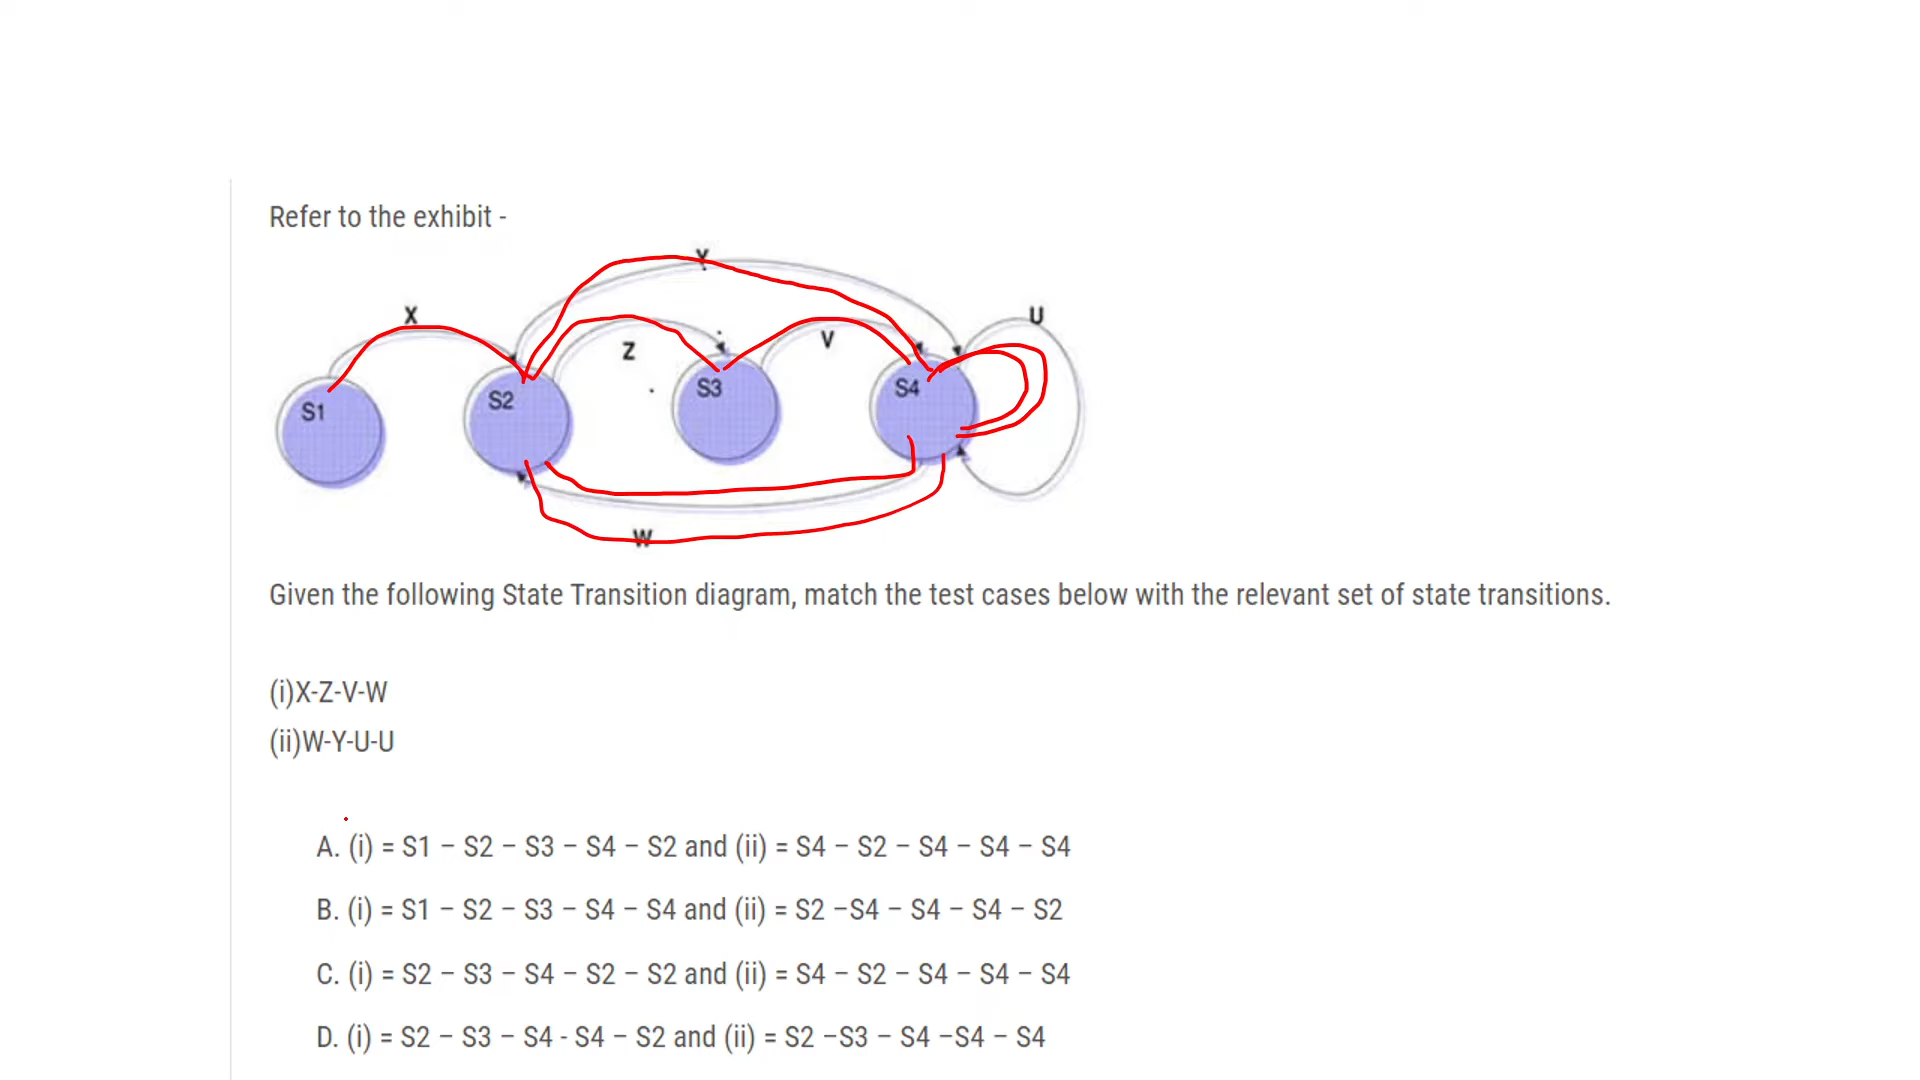 Refer to the exhibit -
Y
X
U
Z
V
S1
S2
S3
S4
W
Given the following State Transition diagram, match the test cases below with the relevant set of state transitions.
(i)X-Z-V-W
(ii)W-Y-U-U
A. (i) = S1 – S2 – S3 – S4 – S2 and (ii) = S4 – S2 – S4 – S4 – S4
B. (i) = S1 – S2 – S3 – S4 – S4 and (ii) = S2 –S4 – S4 – S4 – S2
C. (i) = S2 – S3 – S4 – S2 – S2 and (ii) = S4 – S2 – S4 – S4 – S4
D. (i) = S2 – S3 – S4 - S4 – S2 and (ii) = S2 –S3 – S4 –S4 – S4